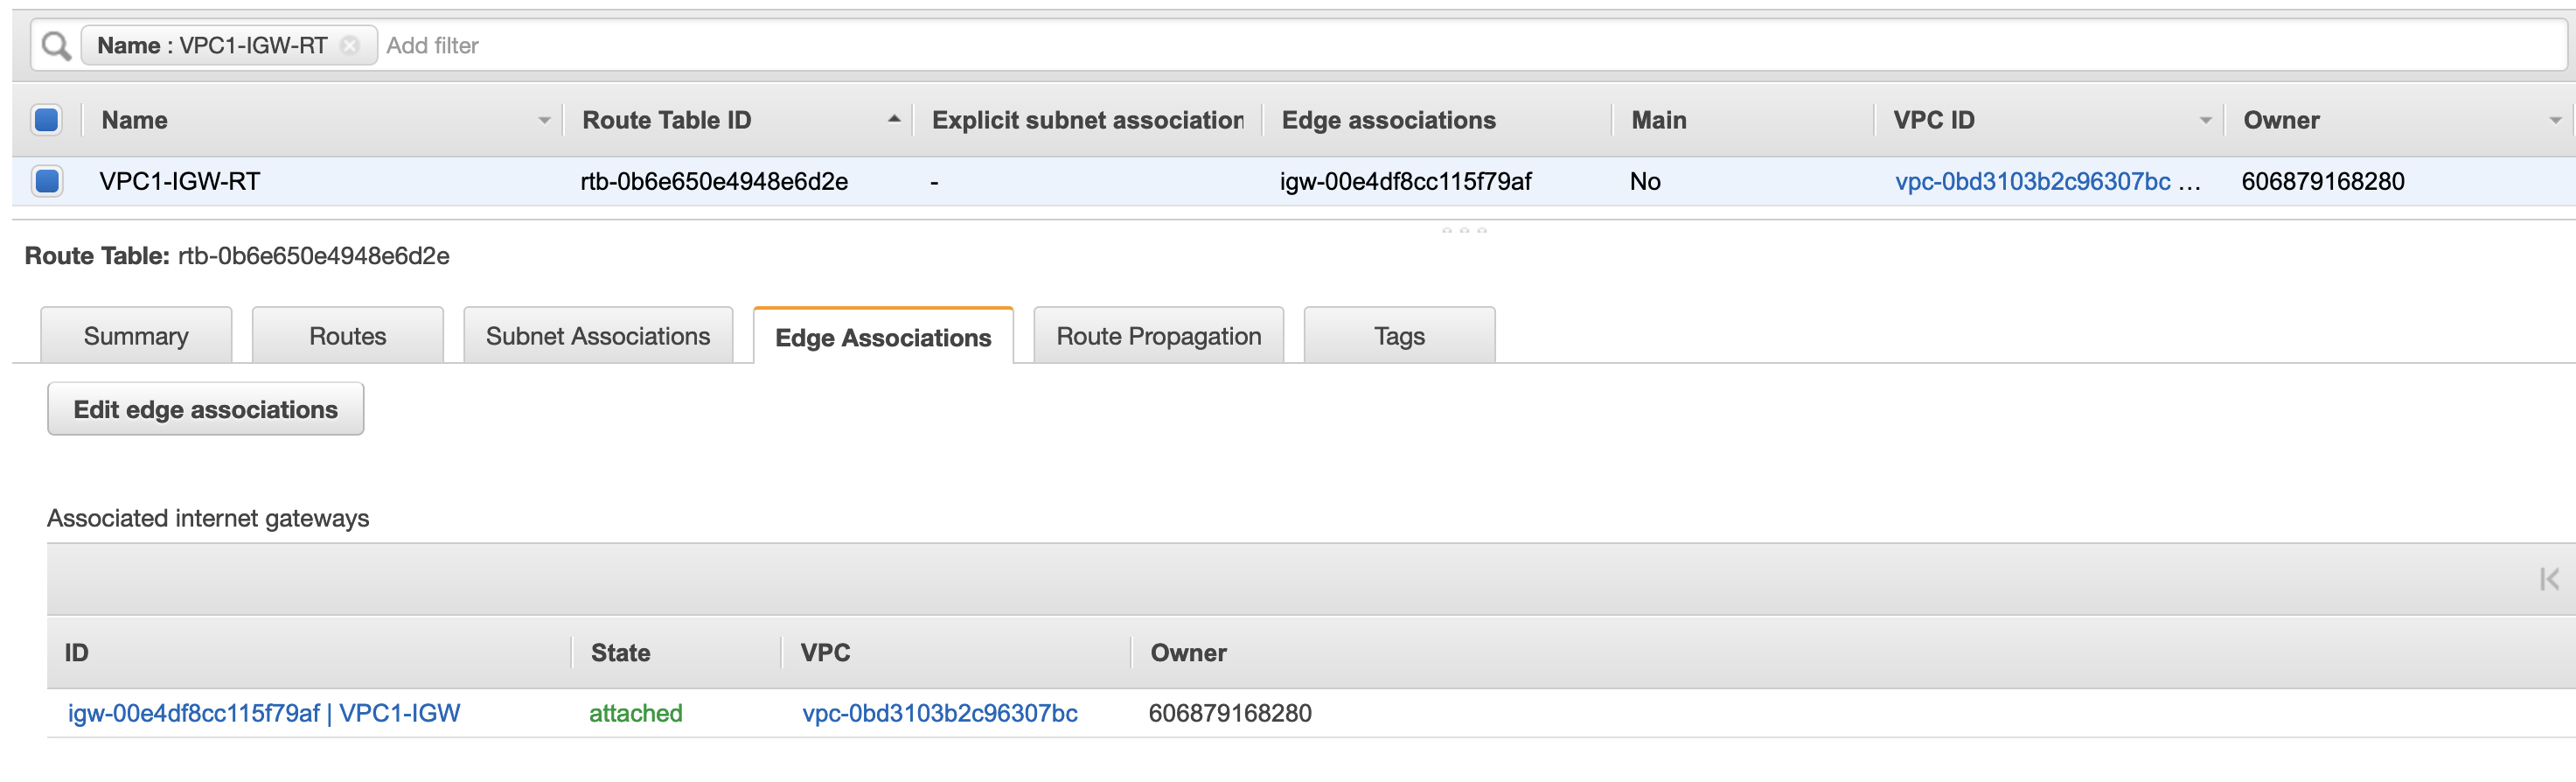 Name : VPC1-IGW-RT Add filter
Name Route Table ID Explicit subnet association Edge associations Main VPC ID Owner
VPC1-IGW-RT rtb-0b6e650e4948e6d2e - igw-00e4df8cc115f79af No vpc-0bd3103b2c96307bc ... 606879168280
Route Table: rtb-0b6e650e4948e6d2e
Summary Routes Subnet Associations Edge Associations Route Propagation Tags
Edit edge associations
Associated internet gateways
ID State VPC Owner
igw-00e4df8cc115f79af | VPC1-IGW attached vpc-0bd3103b2c96307bc 606879168280